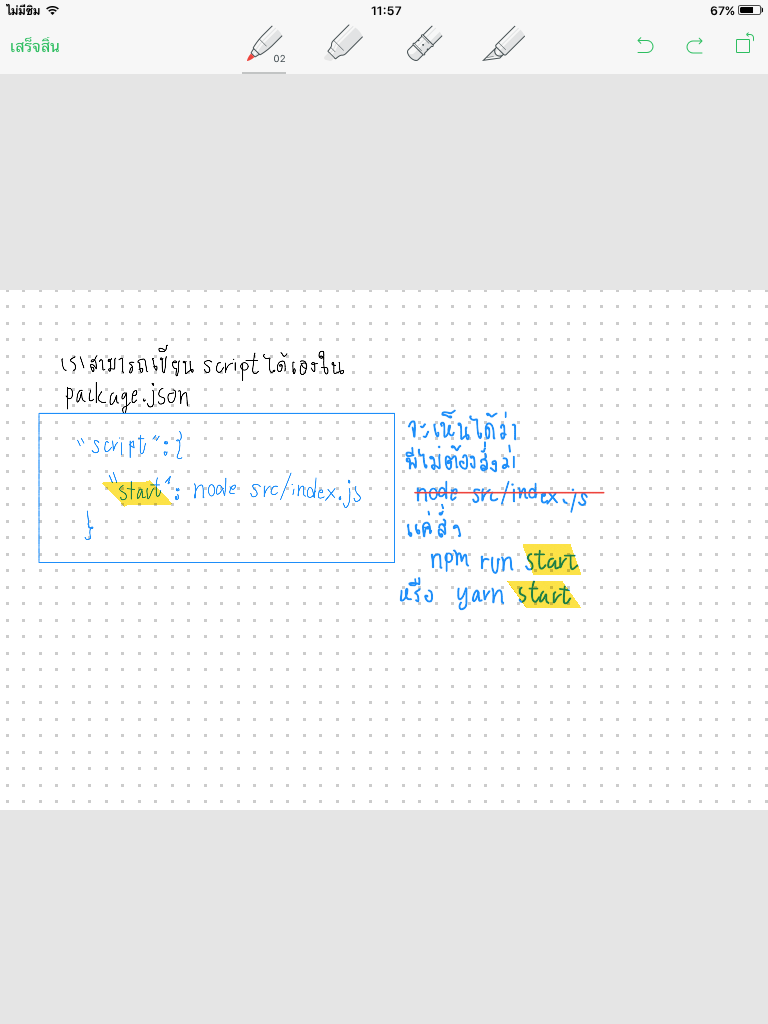 ไม่มีซิม
11:57
67%
เสร็จสิ้น
02
เราสามารถเขียน script ได้เองใน
package.json
"script":{
"start": node src/index.js
}
จะเห็นได้ว่า
พี่ไม่ต้องสั่งว่า
node src/index.js
แค่สั่ง
npm run start
หรือ yarn start